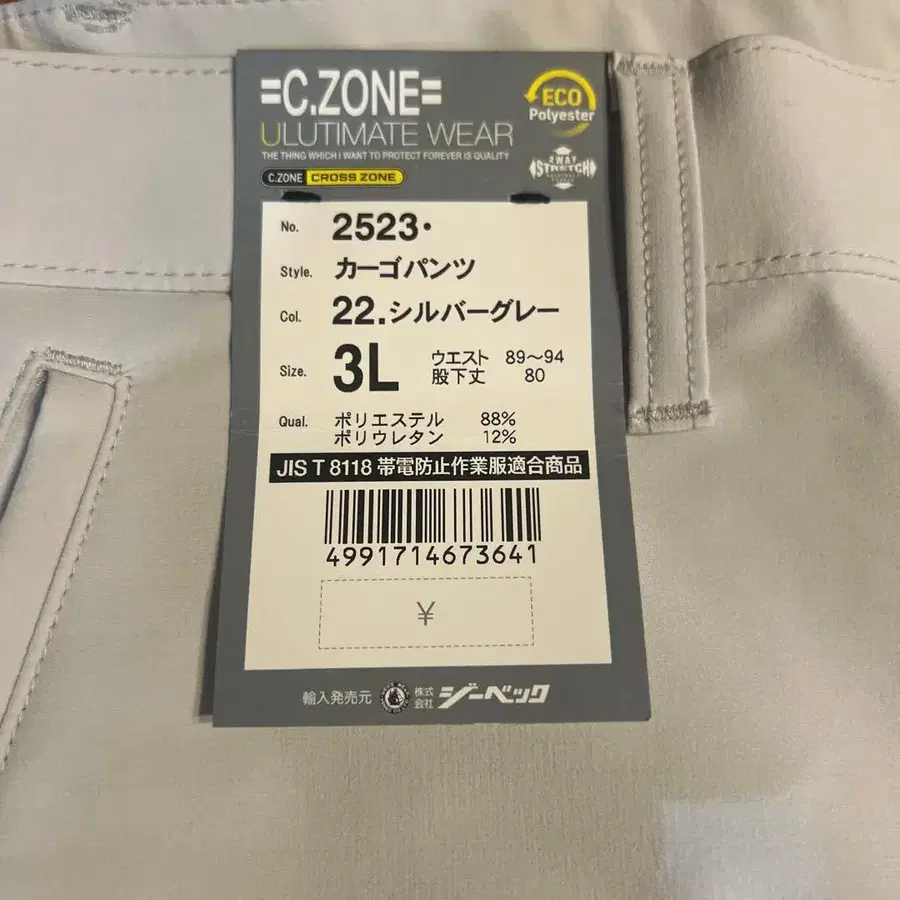 =C.ZONE=
ULUTIMATE WEAR
THE THING WHICH I WANT TO PROTECT FOREVER IS QUALITY
C.ZONE CROSS ZONE
ECO
Polyester
2WAY
STRETCH
No. 2523・
Style. カーゴパンツ
Col. 22.シルバーグレー
Size. 3L ウエスト 89〜94
股下丈 80
Qual. ポリエステル 88%
ポリウレタン 12%
JIS T 8118 帯電防止作業服適合商品
4991714673641
¥
輸入発売元 株式会社 ジーベック